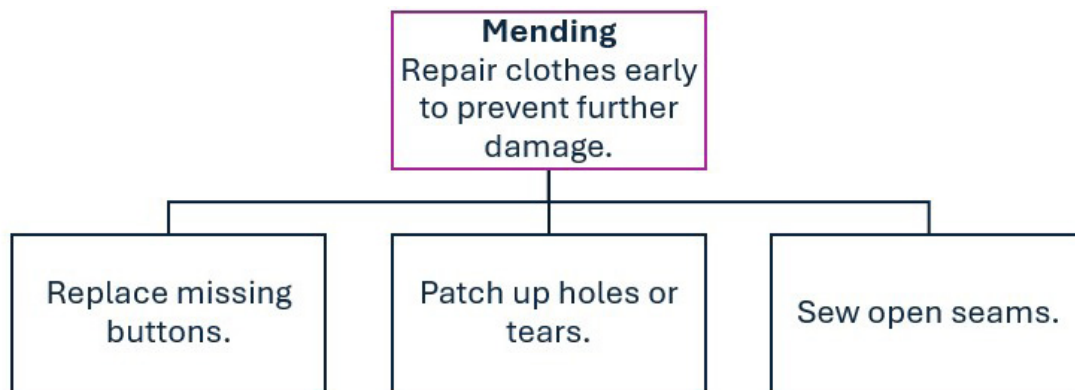 Mending
Repair clothes early
to prevent further
damage.
Replace missing
buttons.
Patch up holes or
tears.
Sew open seams.